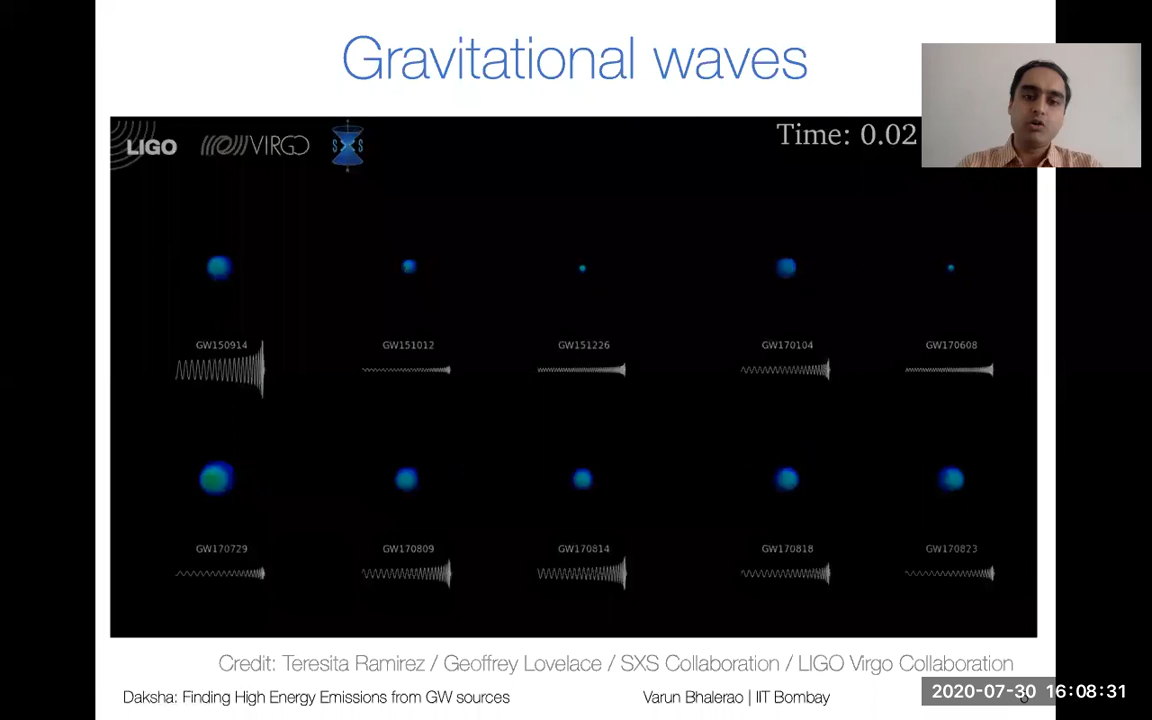 Gravitational waves
LIGO VIRGO SXS Time: 0.02
GW150914 GW151012 GW151226 GW170104 GW170608
GW170729 GW170809 GW170814 GW170818 GW170823
Credit: Teresita Ramirez / Geoffrey Lovelace / SXS Collaboration / LIGO Virgo Collaboration
Daksha: Finding High Energy Emissions from GW sources Varun Bhalerao | IIT Bombay 2020-07-30 16:08:31